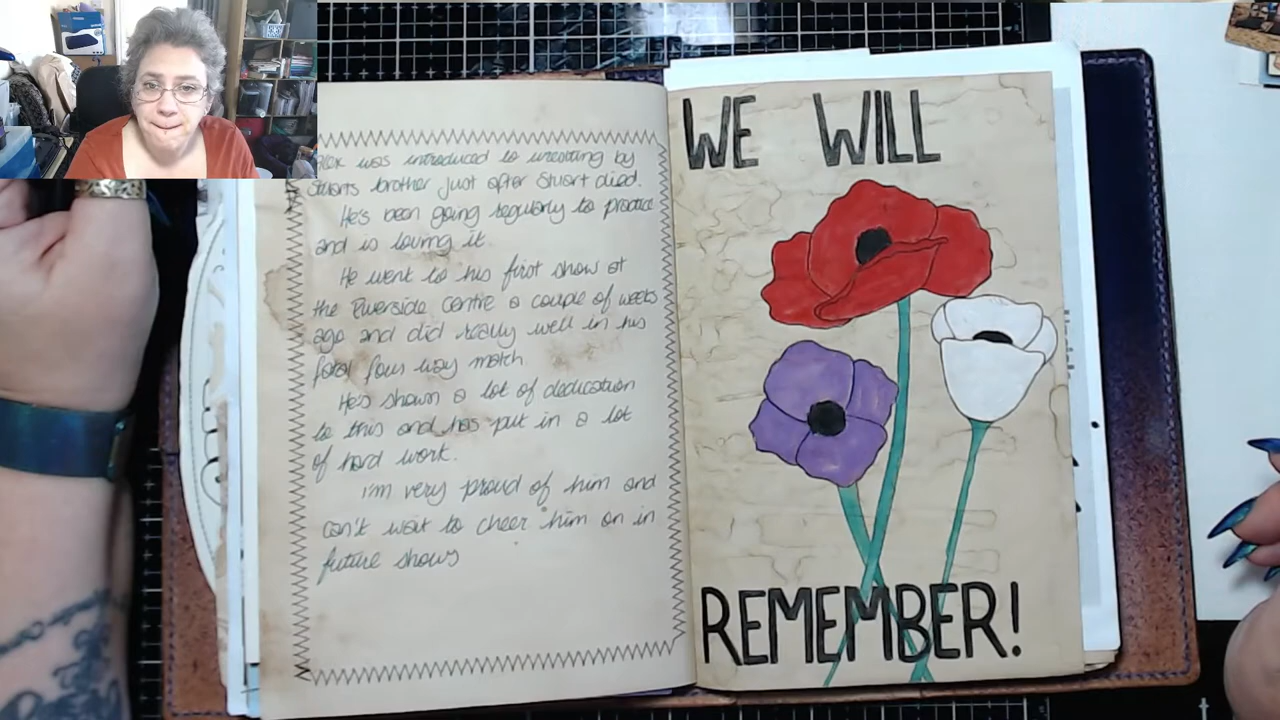 Alex was introduced to wrestling by
Stuarts brother just after Stuart died.
He's been going regularly to practice
and is loving it.
He went to his first show at
the Riverside Centre a couple of weeks
ago and did really well in his
fatal four way match
He's shown a lot of dedication
to this and has put in a lot
of hard work.
I'm very proud of him and
can't wait to cheer him on in
future shows
WE WILL
REMEMBER!